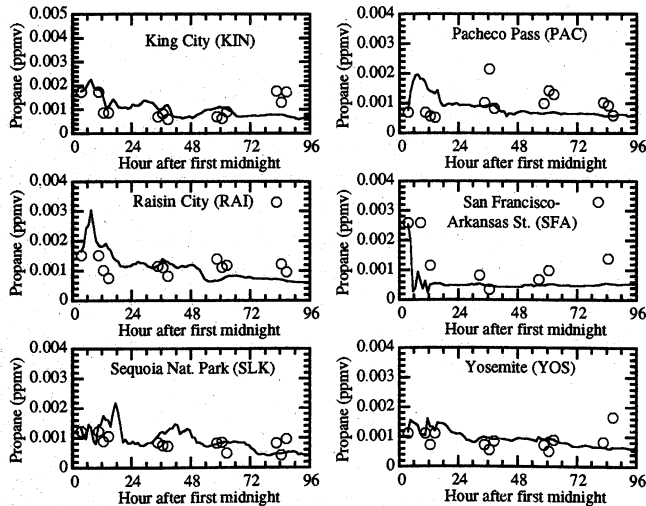 0.005
0.004
0.003
0.002
0.001
0
Propane (ppmv)
King City (KIN)
0 24 48 72 96
Hour after first midnight
0.004
0.003
0.002
0.001
0
Propane (ppmv)
Pacheco Pass (PAC)
0 24 48 72 96
Hour after first midnight
0.004
0.003
0.002
0.001
0
Propane (ppmv)
Raisin City (RAI)
0 24 48 72 96
Hour after first midnight
0.004
0.003
0.002
0.001
0
Propane (ppmv)
San Francisco-
Arkansas St. (SFA)
0 24 48 72 96
Hour after first midnight
0.004
0.003
0.002
0.001
0
Propane (ppmv)
Sequoia Nat. Park (SLK)
0 24 48 72 96
Hour after first midnight
0.004
0.003
0.002
0.001
0
Propane (ppmv)
Yosemite (YOS)
0 24 48 72 96
Hour after first midnight